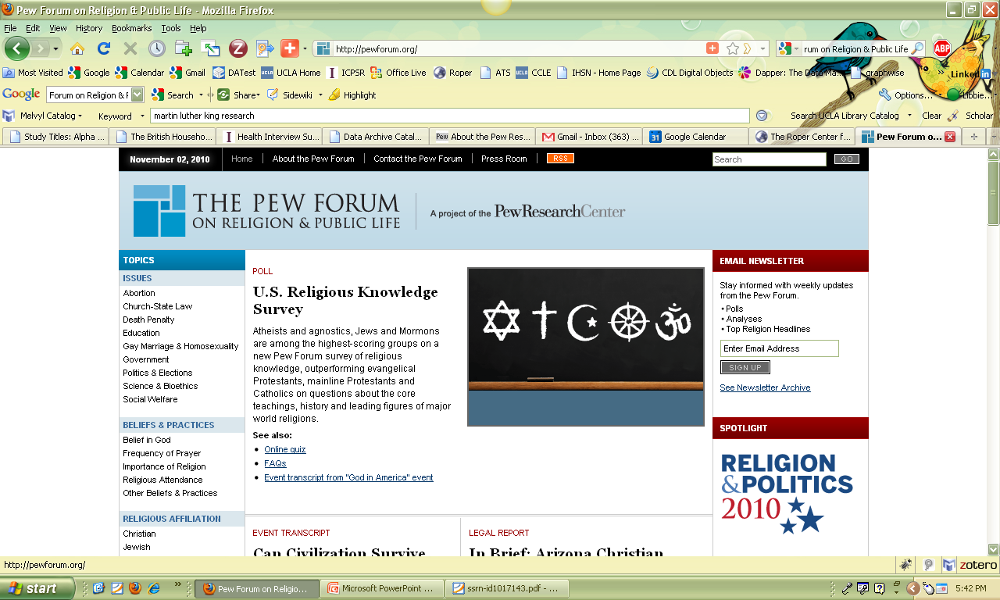 Pew Forum on Religion & Public Life - Mozilla Firefox
File Edit View History Bookmarks Tools Help
http://pewforum.org/ rum on Religion & Public Life ABP
Most Visited Google Calendar Gmail DATest UCLA Home ICPSR Office Live Roper ATS CCLE IHSN - Home Page CDL Digital Objects Dapper: The Data Ma... graphwise » Linked in
Google Forum on Religion & F Search Share Sidewiki Highlight Options...
Melvyl Catalog Keyword martin luther king research Search UCLA Library Catalog Clear Scholar
Study Titles: Alpha ... The British Househo... Health Interview Su... Data Archive Catal... Pew About the Pew Res... Gmail - Inbox (363) ... 31 Google Calendar The Roper Center f... Pew Forum o...
November 02, 2010 Home About the Pew Forum Contact the Pew Forum Press Room RSS Search GO
THE PEW FORUM
ON RELIGION & PUBLIC LIFE
A project of the PewResearchCenter
TOPICS
ISSUES
Abortion
Church-State Law
Death Penalty
Education
Gay Marriage & Homosexuality
Government
Politics & Elections
Science & Bioethics
Social Welfare
BELIEFS & PRACTICES
Belief in God
Frequency of Prayer
Importance of Religion
Religious Attendance
Other Beliefs & Practices
RELIGIOUS AFFILIATION
Christian
Jewish
POLL
U.S. Religious Knowledge
Survey
Atheists and agnostics, Jews and Mormons
are among the highest-scoring groups on a
new Pew Forum survey of religious
knowledge, outperforming evangelical
Protestants, mainline Protestants and
Catholics on questions about the core
teachings, history and leading figures of major
world religions.
See also:
• Online quiz
• FAQs
• Event transcript from "God in America" event
EVENT TRANSCRIPT
Can Civilization Survive
LEGAL REPORT
In Brief: Arizona Christian
EMAIL NEWSLETTER
Stay informed with weekly updates
from the Pew Forum.
• Polls
• Analyses
• Top Religion Headlines
Enter Email Address
SIGN UP
See Newsletter Archive
SPOTLIGHT
RELIGION
& POLITICS
2010
http://pewforum.org/ zotero
start » Pew Forum on Religio... Microsoft PowerPoint ... ssrn-id1017143.pdf - ... 5:42 PM